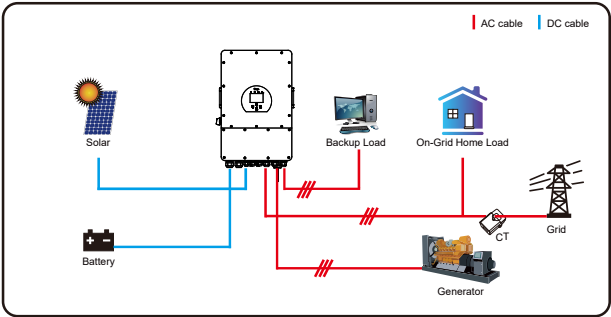 AC cable
DC cable
Solar
Backup Load
On-Grid Home Load
CT
Grid
Battery
Generator